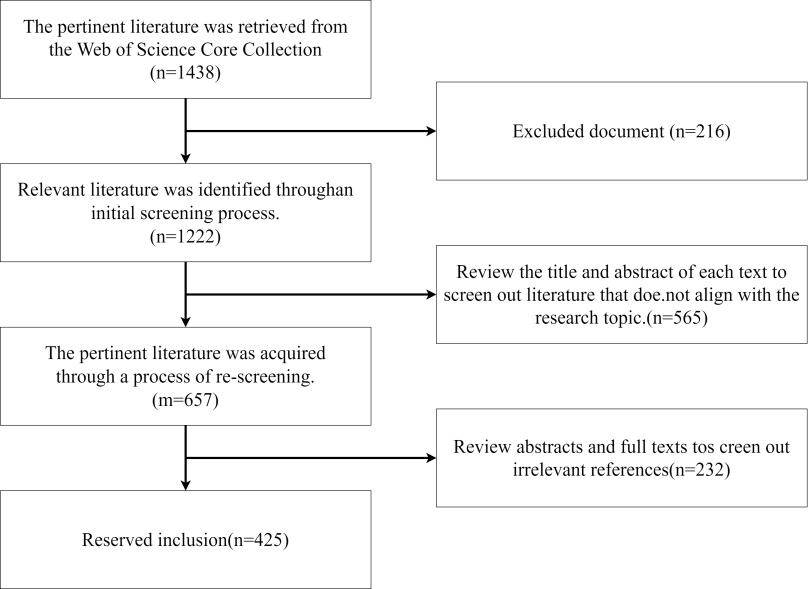 The pertinent literature was retrieved from
the Web of Science Core Collection
(n=1438)
Excluded document (n=216)
Relevant literature was identified throughan
initial screening process.
(n=1222)
Review the title and abstract of each text to
screen out literature that doe.not align with the
research topic.(n=565)
The pertinent literature was acquired
through a process of re-screening.
(m=657)
Review abstracts and full texts tos creen out
irrelevant references(n=232)
Reserved inclusion(n=425)